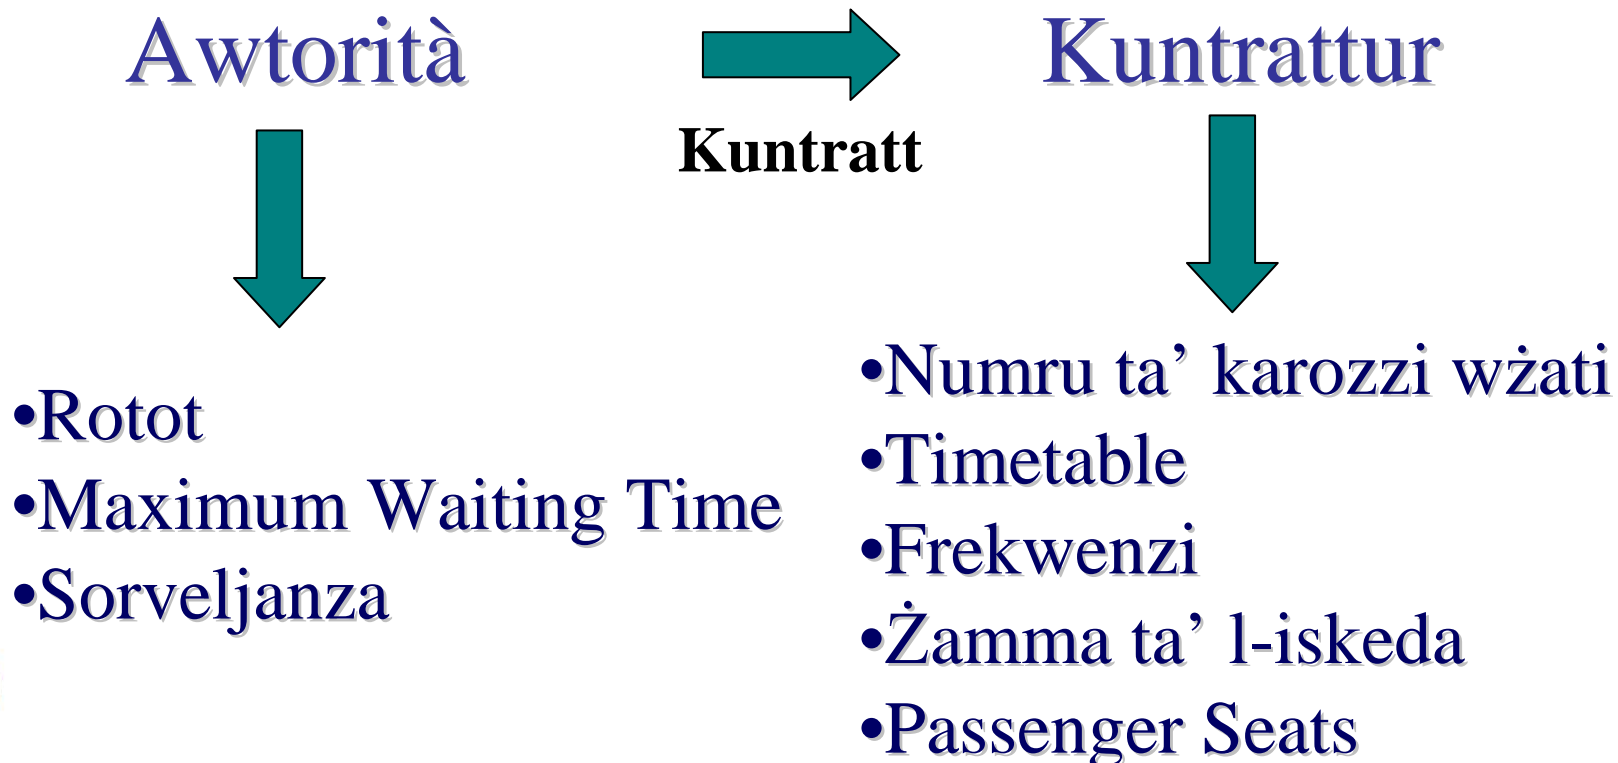 Awtorità
Kuntrattur
Kuntratt
•Rotot
•Maximum Waiting Time
•Sorveljanza
•Numru ta’ karozzi wżati
•Timetable
•Frekwenzi
•Żamma ta’ l-iskeda
•Passenger Seats